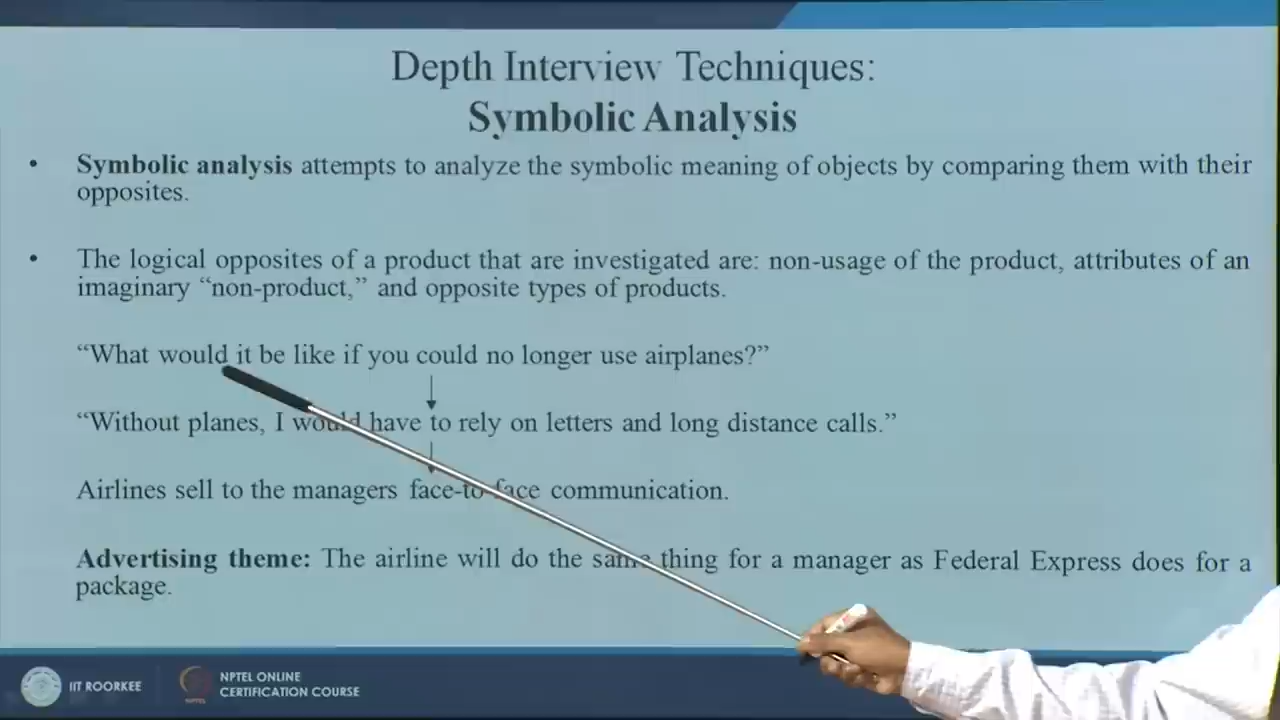 Depth Interview Techniques:
Symbolic Analysis
• Symbolic analysis attempts to analyze the symbolic meaning of objects by comparing them with their
opposites.
• The logical opposites of a product that are investigated are: non-usage of the product, attributes of an
imaginary “non-product,” and opposite types of products.
“What would it be like if you could no longer use airplanes?”
“Without planes, I would have to rely on letters and long distance calls.”
Airlines sell to the managers face-to-face communication.
Advertising theme: The airline will do the same thing for a manager as Federal Express does for a
package.
IIT ROORKEE
NPTEL ONLINE
CERTIFICATION COURSE